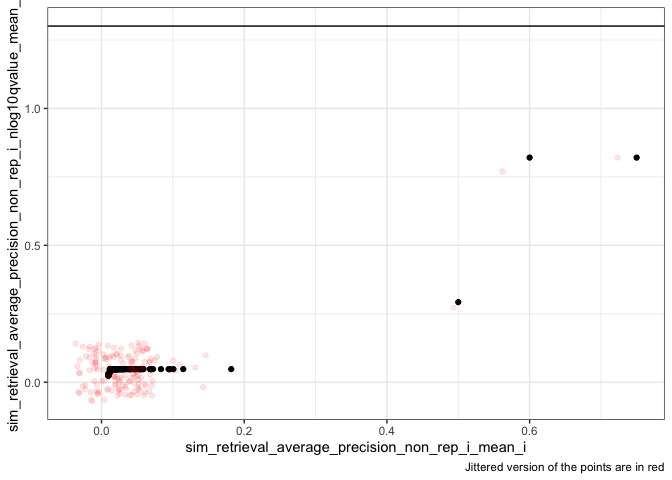 sim_retrieval_average_precision_non_rep_i_nlog10qvalue_mean_
1.0
0.5
0.0
0.0
0.2
0.4
0.6
sim_retrieval_average_precision_non_rep_i_mean_i
Jittered version of the points are in red